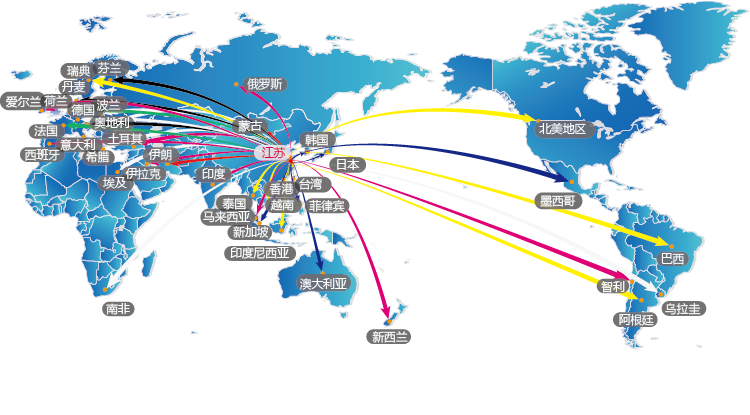 瑞典
芬兰
丹麦
俄罗斯
爱尔兰
荷兰
波兰
德国
奥地利
蒙古
北美地区
法国
土耳其
韩国
意大利
西班牙
希腊
伊朗
江苏
日本
伊拉克
印度
埃及
香港
台湾
泰国
越南
菲律宾
墨西哥
马来西亚
新加坡
印度尼西亚
巴西
澳大利亚
智利
南非
乌拉圭
阿根廷
新西兰